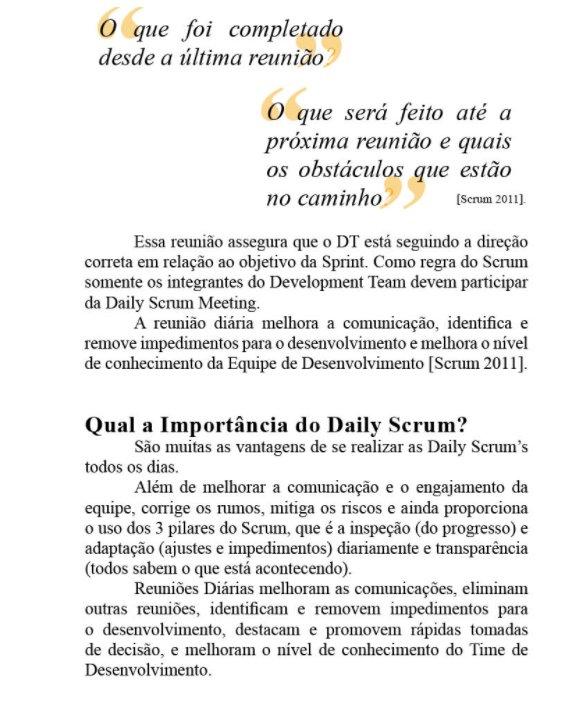 “O que foi completado
desde a última reunião?”
“O que será feito até a
próxima reunião e quais
os obstáculos que estão
no caminho?” [Scrum 2011].
Essa reunião assegura que o DT está seguindo a direção
correta em relação ao objetivo da Sprint. Como regra do Scrum
somente os integrantes do Development Team devem participar
da Daily Scrum Meeting.
A reunião diária melhora a comunicação, identifica e
remove impedimentos para o desenvolvimento e melhora o nível
de conhecimento da Equipe de Desenvolvimento [Scrum 2011].
Qual a Importância do Daily Scrum?
São muitas as vantagens de se realizar as Daily Scrum’s
todos os dias.
Além de melhorar a comunicação e o engajamento da
equipe, corrige os rumos, mitiga os riscos e ainda proporciona
o uso dos 3 pilares do Scrum, que é a inspeção (do progresso) e
adaptação (ajustes e impedimentos) diariamente e transparência
(todos sabem o que está acontecendo).
Reuniões Diárias melhoram as comunicações, eliminam
outras reuniões, identificam e removem impedimentos para
o desenvolvimento, destacam e promovem rápidas tomadas
de decisão, e melhoram o nível de conhecimento do Time de
Desenvolvimento.